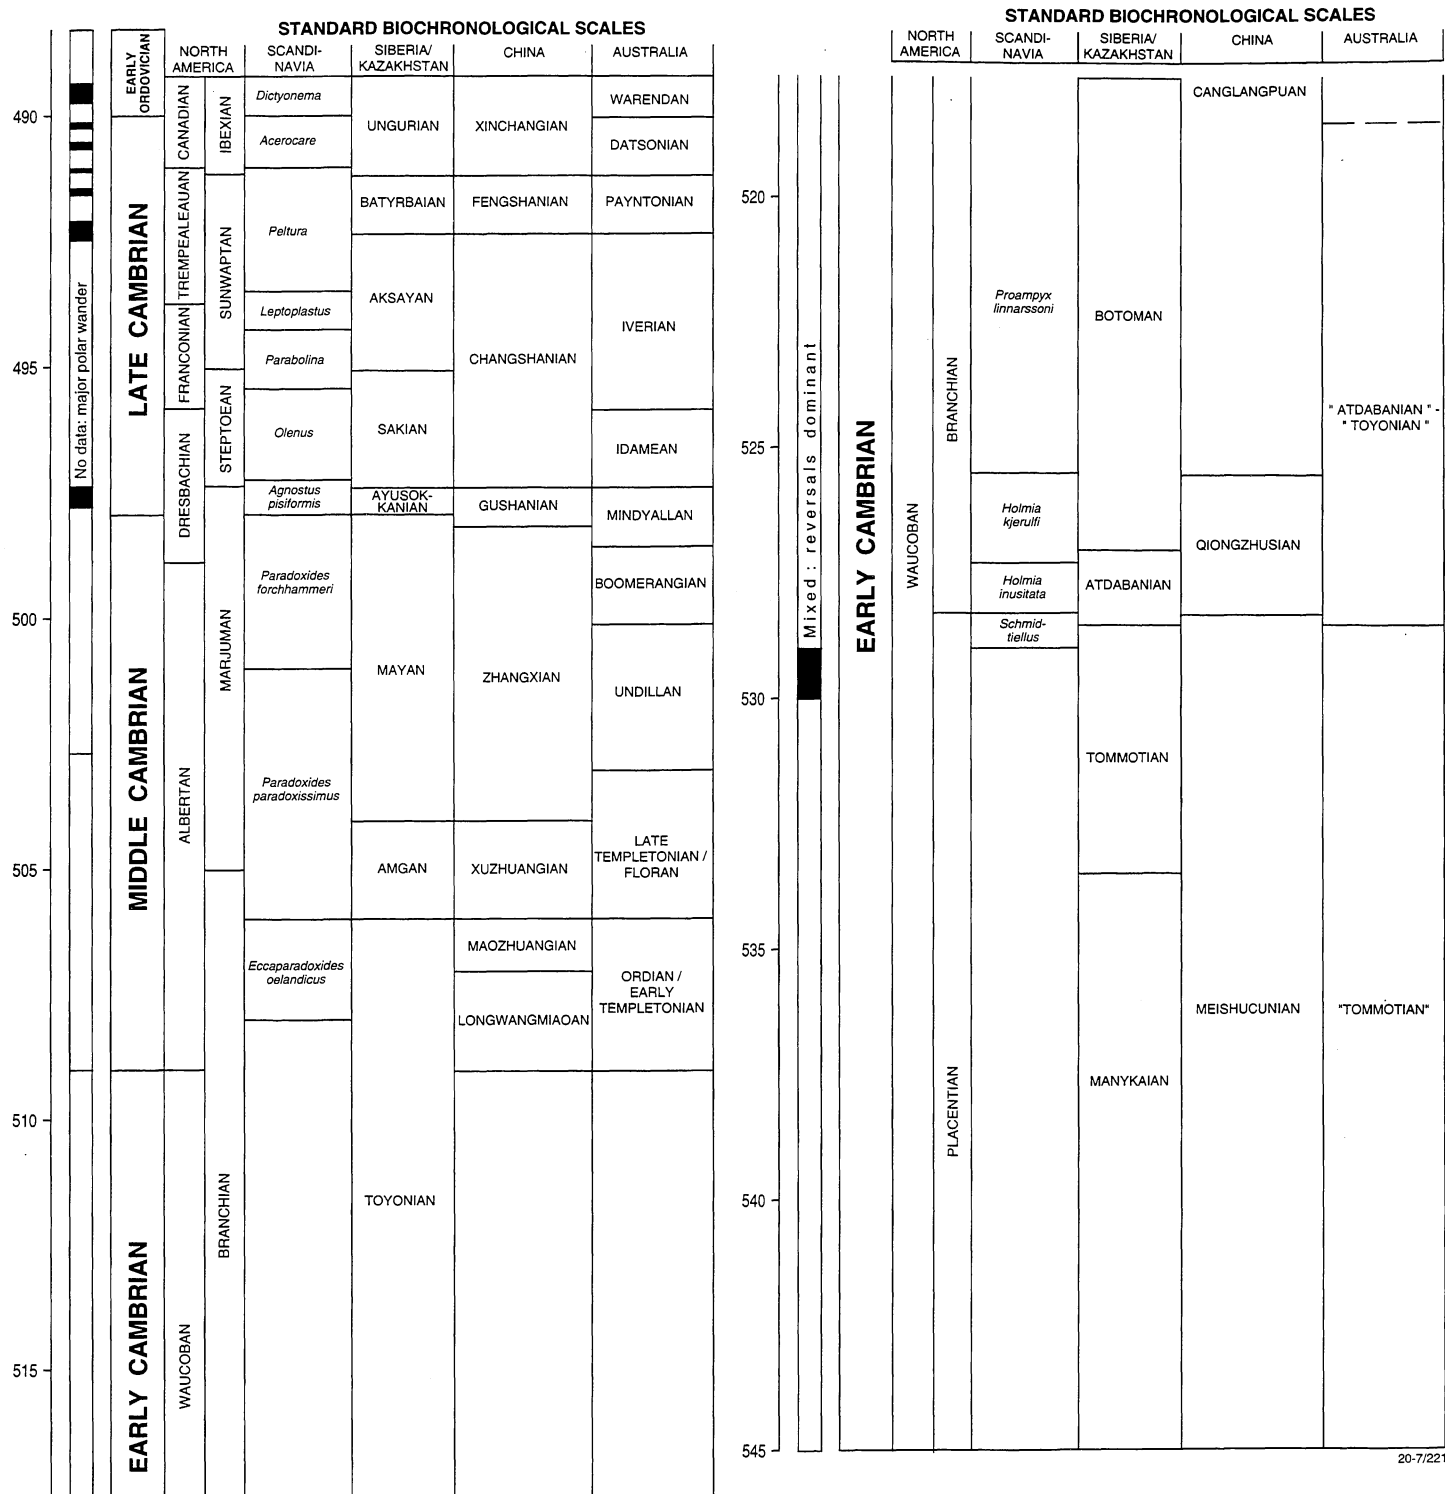 STANDARD BIOCHRONOLOGICAL SCALES
NORTH
AMERICA
SCANDI-
NAVIA
SIBERIA/
KAZAKHSTAN
CHINA
AUSTRALIA
490
495
500
505
510
515
No data: major polar wander
EARLY
ORDOVICIAN
LATE CAMBRIAN
MIDDLE CAMBRIAN
EARLY CAMBRIAN
CANADIAN
TREMPEALEAUAN
FRANCONIAN
DRESBACHIAN
ALBERTAN
WAUCOBAN
IBEXIAN
SUNWAPTAN
STEPTOEAN
MARJUMAN
BRANCHIAN
Dictyonema
Acerocare
Peltura
Leptoplastus
Parabolina
Olenus
Agnostus
pisiformis
Paradoxides
forchhammeri
Paradoxides
paradoxissimus
Eccaparadoxides
oelandicus
UNGURIAN
BATYRBAIAN
AKSAYAN
SAKIAN
AYUSOK-
KANIAN
MAYAN
AMGAN
TOYONIAN
XINCHANGIAN
FENGSHANIAN
CHANGSHANIAN
GUSHANIAN
ZHANGXIAN
XUZHUANGIAN
MAOZHUANGIAN
LONGWANGMIAOAN
WARENDAN
DATSONIAN
PAYNTONIAN
IVERIAN
IDAMEAN
MINDYALLAN
BOOMERANGIAN
UNDILLAN
LATE
TEMPLETONIAN /
FLORAN
ORDIAN /
EARLY
TEMPLETONIAN
STANDARD BIOCHRONOLOGICAL SCALES
NORTH
AMERICA
SCANDI-
NAVIA
SIBERIA/
KAZAKHSTAN
CHINA
AUSTRALIA
520
525
530
535
540
545
Mixed : reversals dominant
EARLY CAMBRIAN
WAUCOBAN
BRANCHIAN
PLACENTIAN
Proampyx
linnarssoni
Holmia
kjerulfi
Holmia
inusitata
Schmid-
tiellus
BOTOMAN
ATDABANIAN
TOMMOTIAN
MANYKAIAN
CANGLANGPUAN
QIONGZHUSIAN
MEISHUCUNIAN
" ATDABANIAN " -
" TOYONIAN "
"TOMMOTIAN"
20-7/221